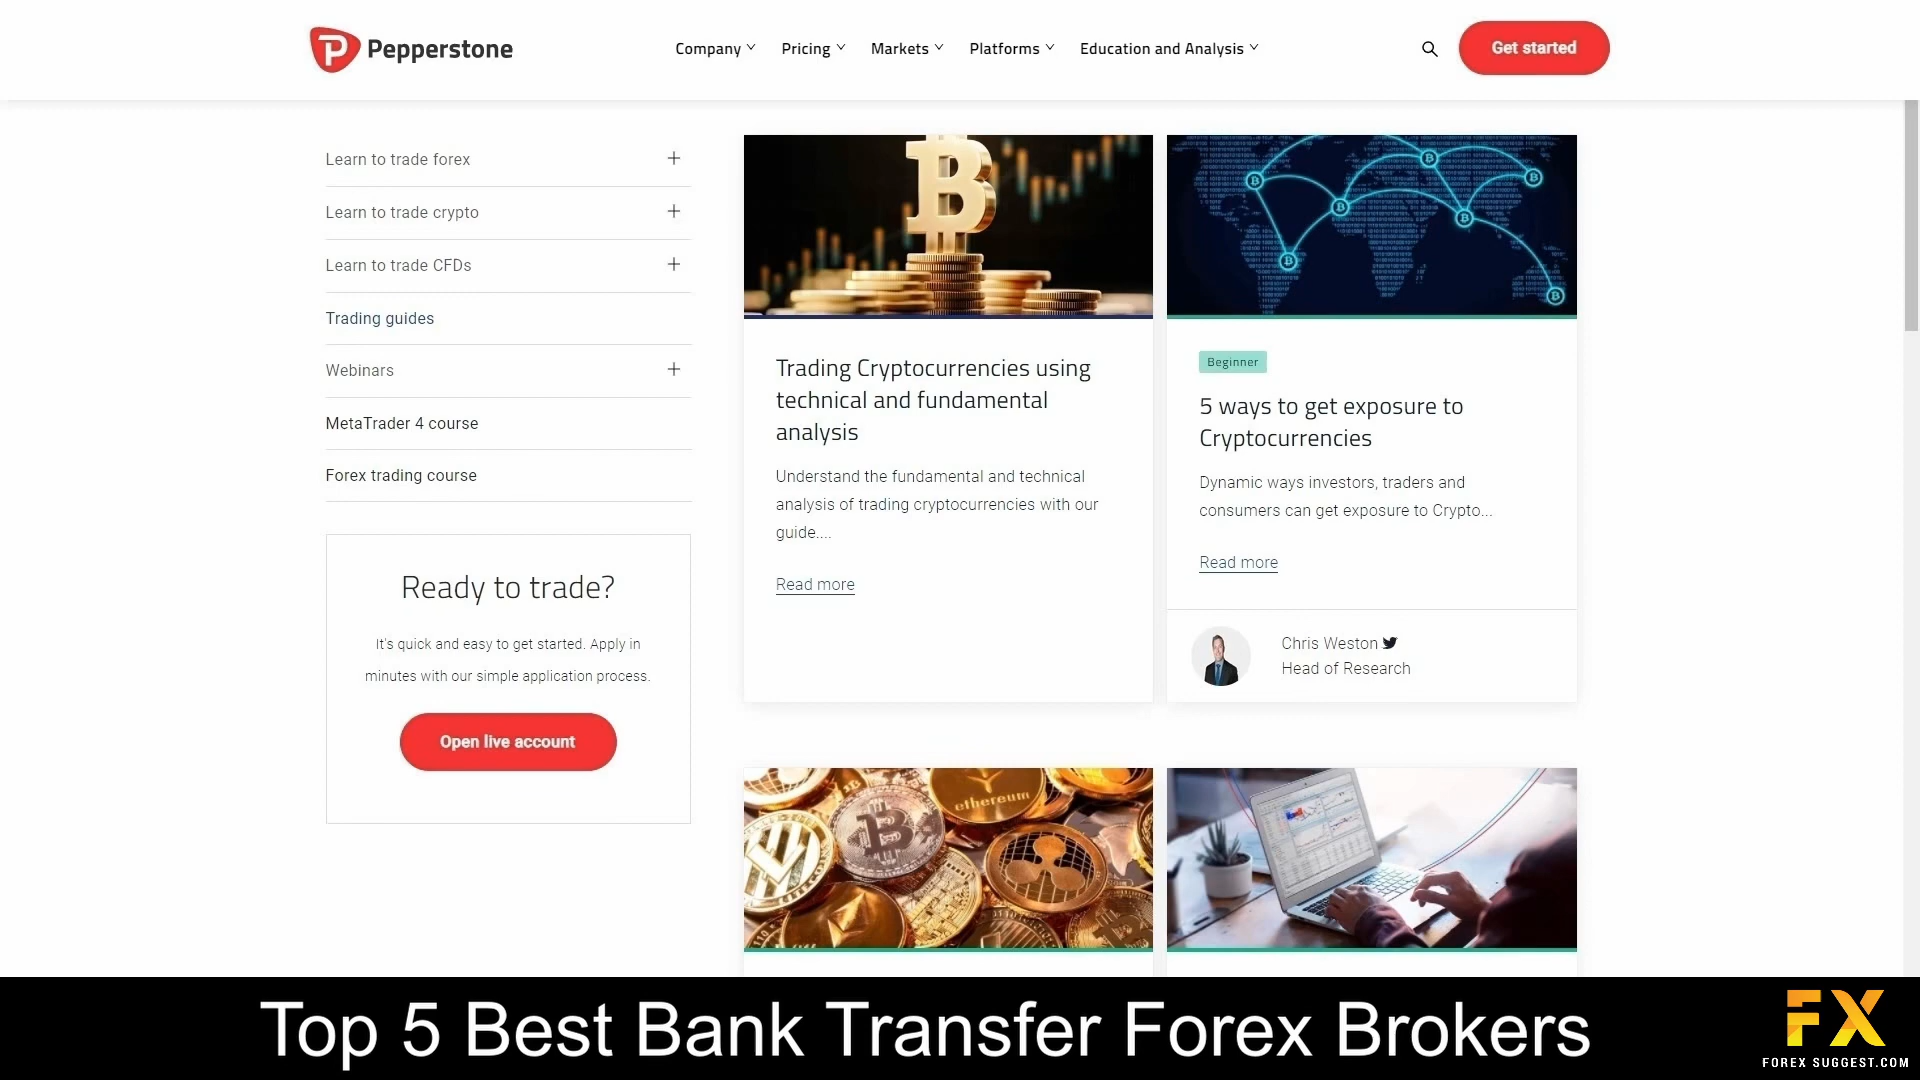 Pepperstone
Company
Pricing
Markets
Platforms
Education and Analysis
Get started
Learn to trade forex
Learn to trade crypto
Learn to trade CFDs
Trading guides
Webinars
MetaTrader 4 course
Forex trading course
Ready to trade?
It's quick and easy to get started. Apply in
minutes with our simple application process.
Open live account
Trading Cryptocurrencies using
technical and fundamental
analysis
Understand the fundamental and technical
analysis of trading cryptocurrencies with our
guide....
Read more
Beginner
5 ways to get exposure to
Cryptocurrencies
Dynamic ways investors, traders and
consumers can get exposure to Crypto...
Read more
Chris Weston
Head of Research
ethereum
Top 5 Best Bank Transfer Forex Brokers
FX
FOREX SUGGEST.COM